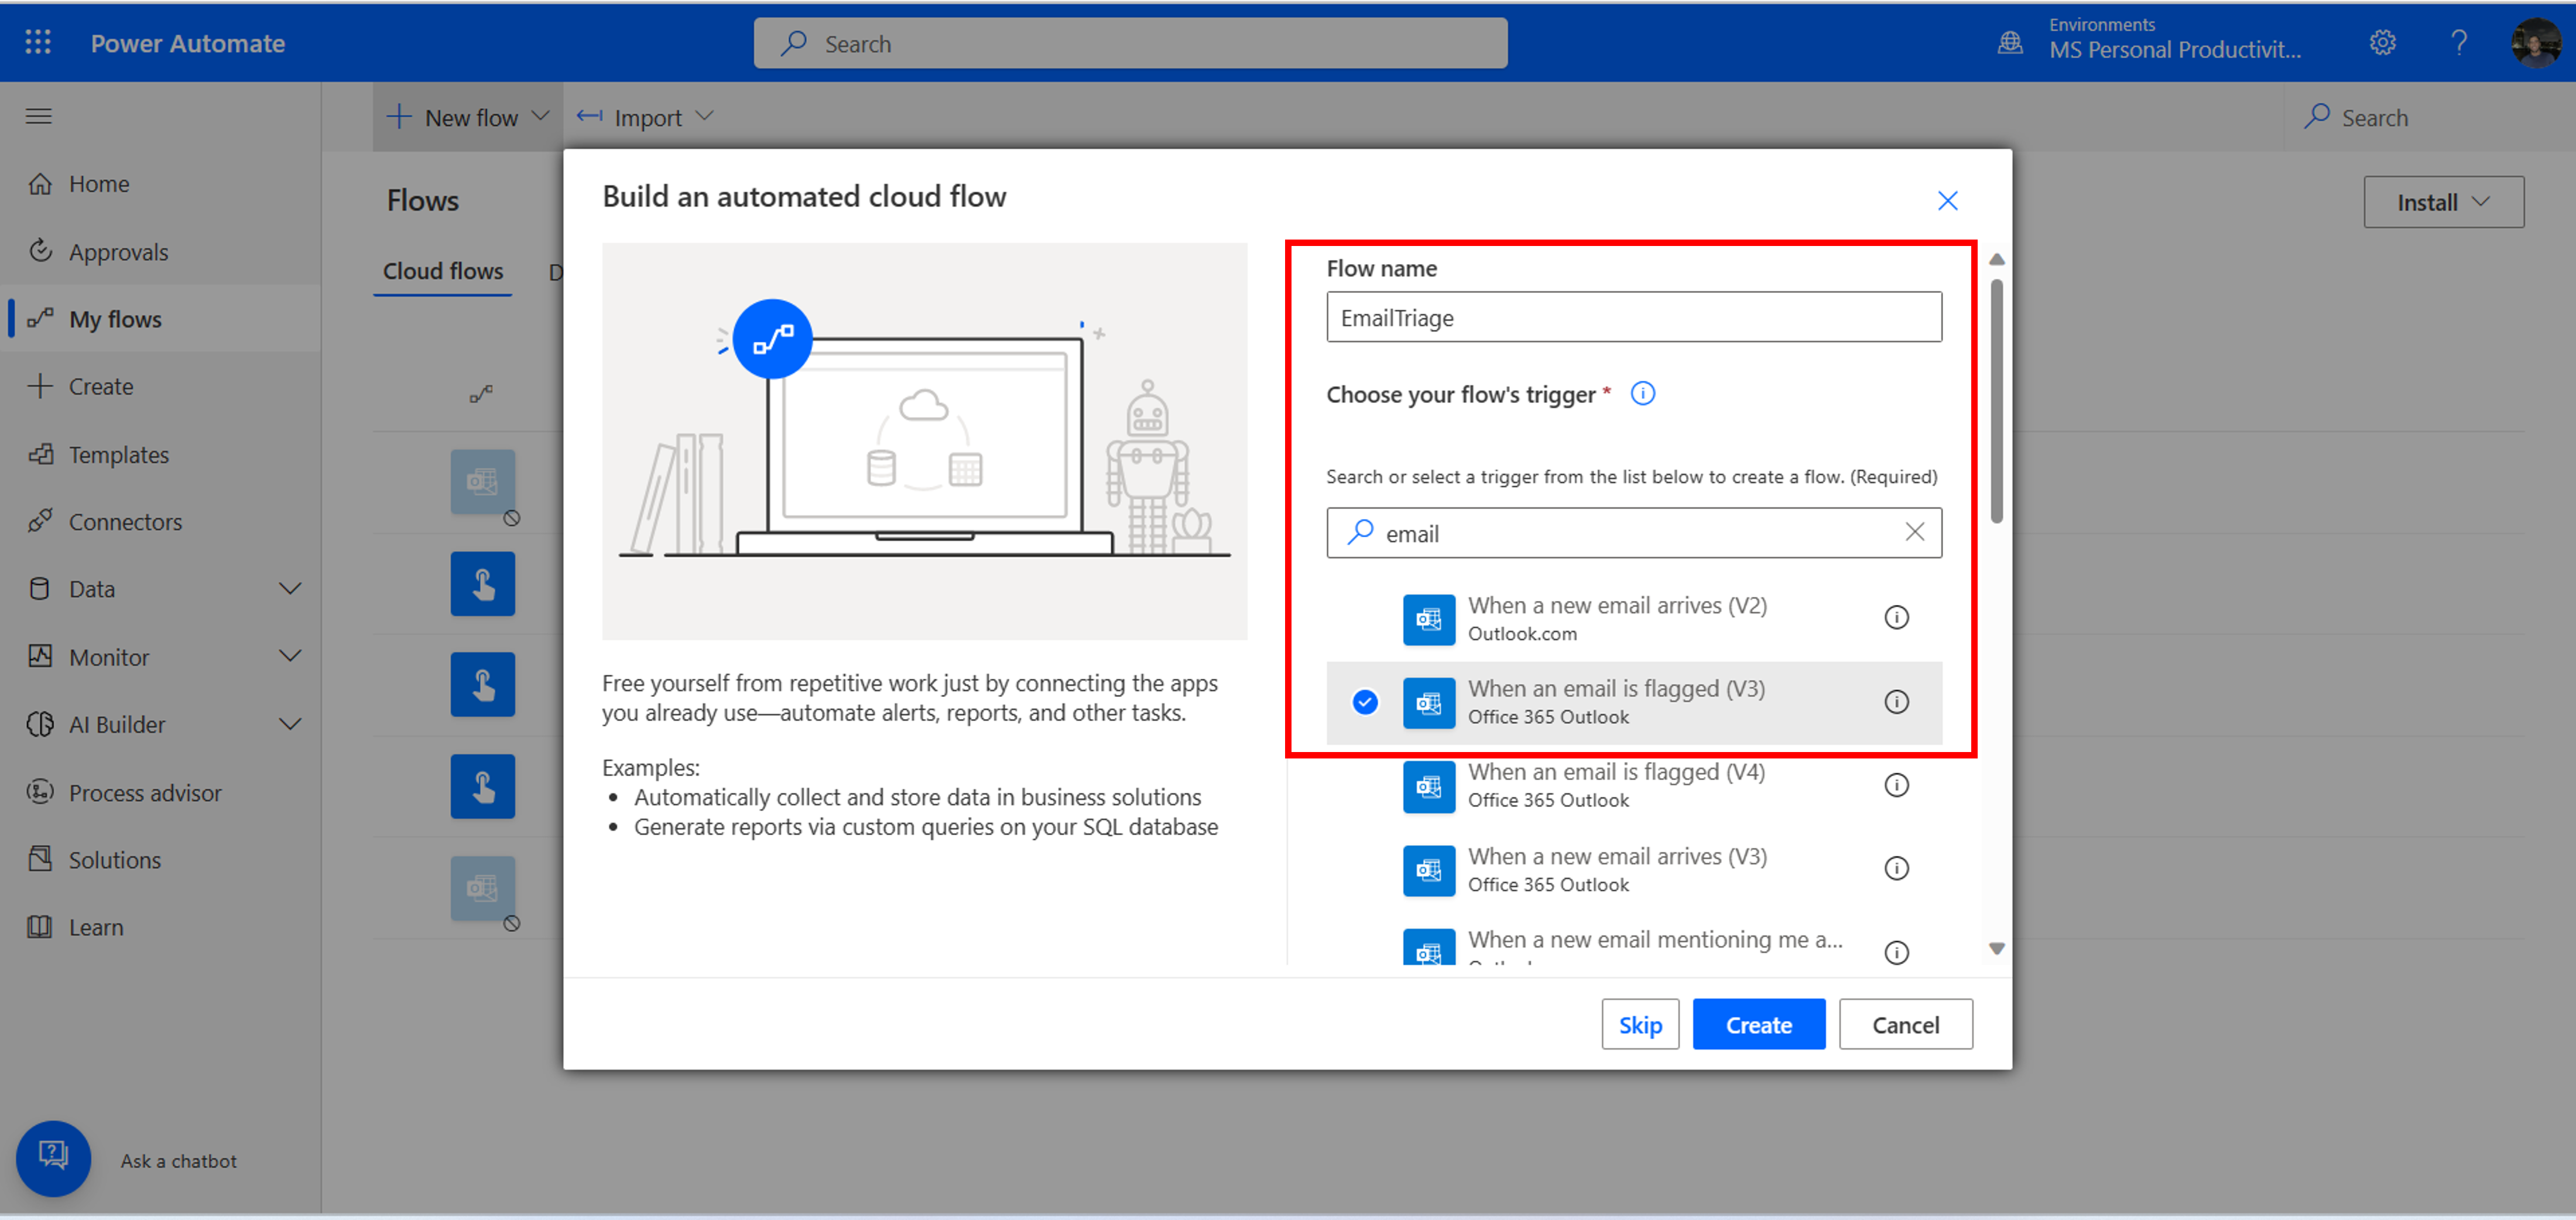 Power Automate
Search
Environments
MS Personal Productivit...
?
New flow
Import
Search
Home
Approvals
My flows
Create
Templates
Connectors
Data
Monitor
AI Builder
Process advisor
Solutions
Learn
Ask a chatbot
Flows
Install
Cloud flows
D
Build an automated cloud flow
Free yourself from repetitive work just by connecting the apps
you already use—automate alerts, reports, and other tasks.
Examples:
• Automatically collect and store data in business solutions
• Generate reports via custom queries on your SQL database
Flow name
EmailTriage
Choose your flow's trigger *
Search or select a trigger from the list below to create a flow. (Required)
email
When a new email arrives (V2)
Outlook.com
When an email is flagged (V3)
Office 365 Outlook
When an email is flagged (V4)
Office 365 Outlook
When a new email arrives (V3)
Office 365 Outlook
When a new email mentioning me a...
Skip
Create
Cancel